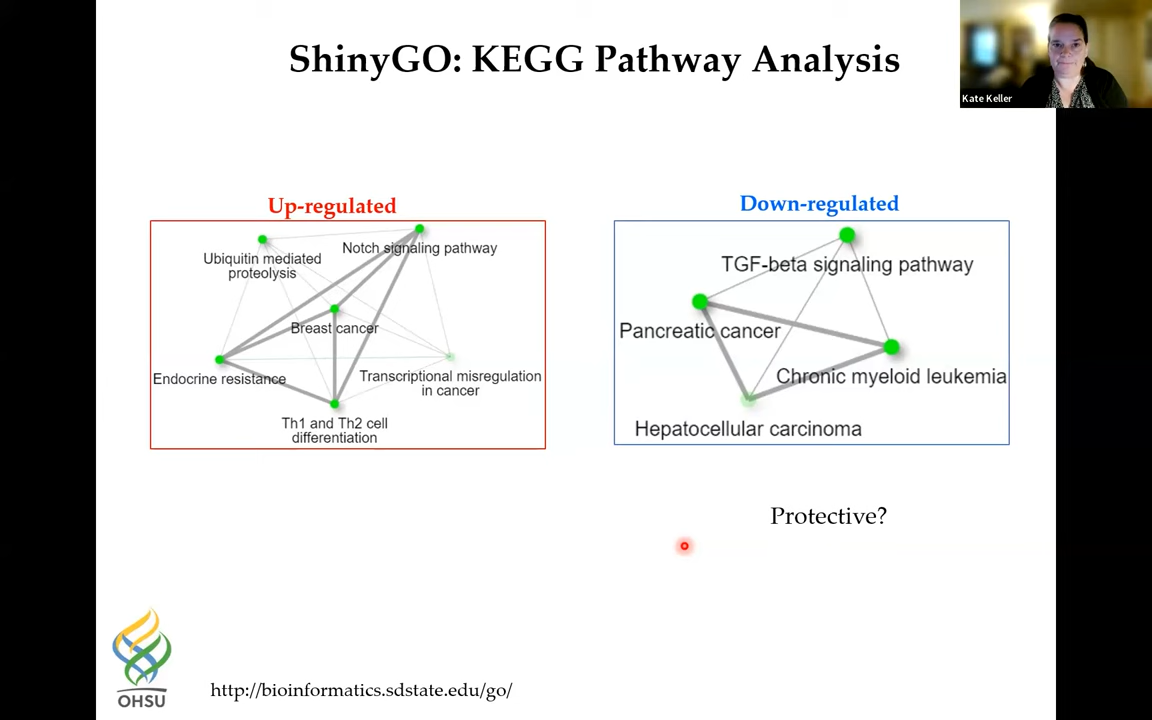 ShinyGO: KEGG Pathway Analysis
Kate Keller
Up-regulated
Notch signaling pathway
Ubiquitin mediated
proteolysis
Breast cancer
Endocrine resistance
Transcriptional misregulation
in cancer
Th1 and Th2 cell
differentiation
Down-regulated
TGF-beta signaling pathway
Pancreatic cancer
Chronic myeloid leukemia
Hepatocellular carcinoma
Protective?
OHSU
http://bioinformatics.sdstate.edu/go/